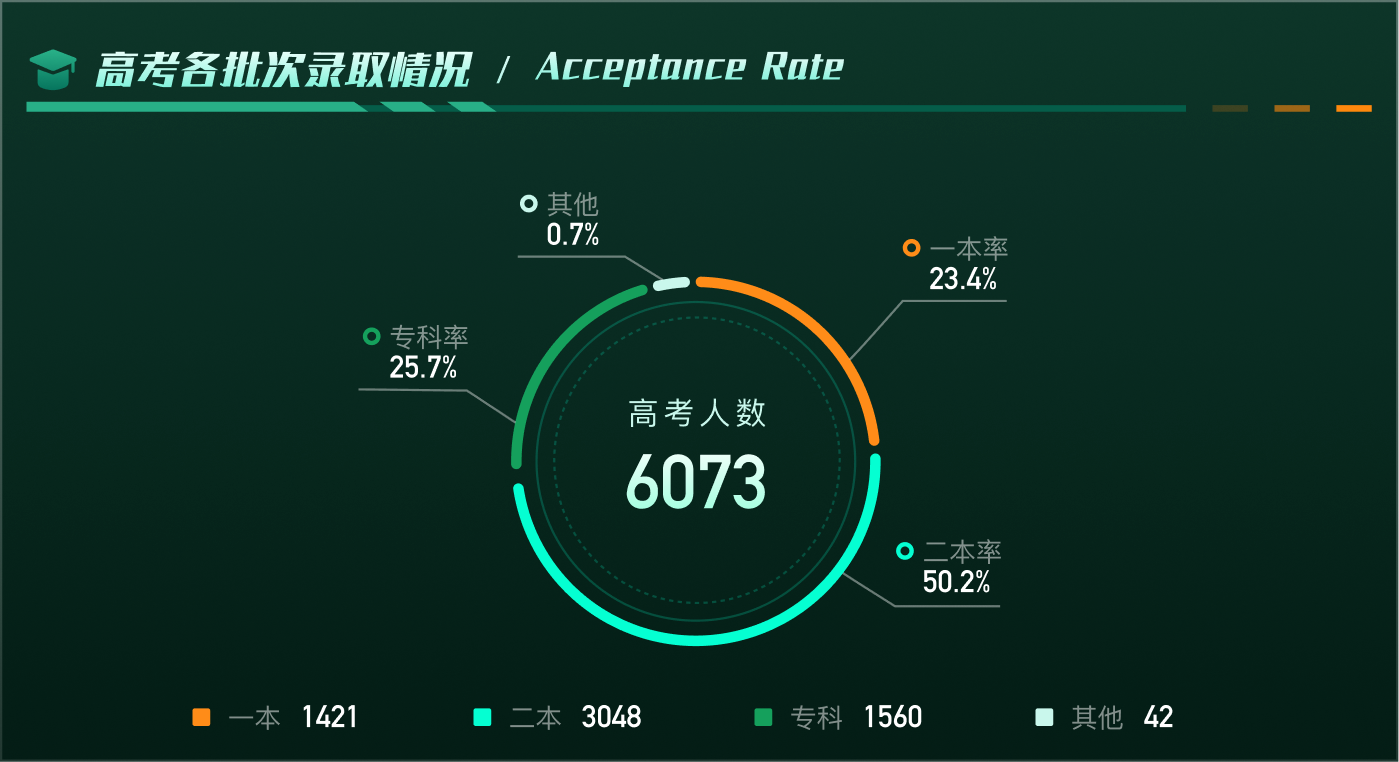 高考各批次录取情况 / Acceptance Rate
其他
0.7%
一本率
23.4%
专科率
25.7%
高考人数
6073
二本率
50.2%
一本 1421
二本 3048
专科 1560
其他 42